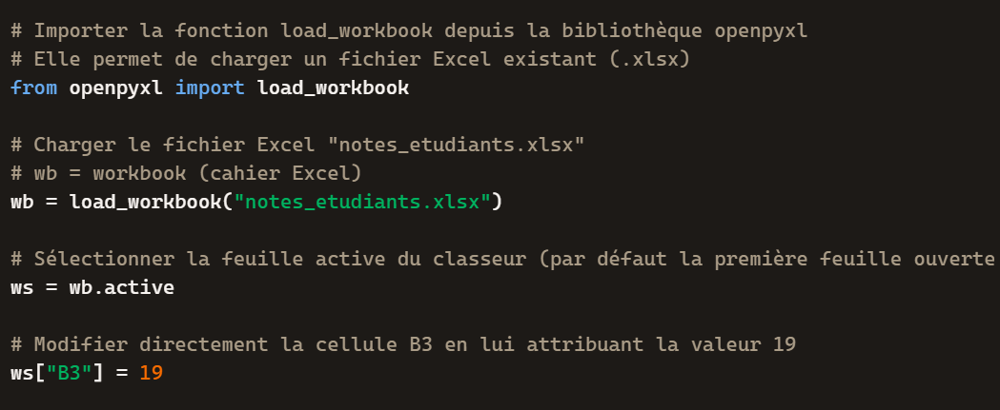 # Importer la fonction load_workbook depuis la bibliothèque openpyxl
# Elle permet de charger un fichier Excel existant (.xlsx)
from openpyxl import load_workbook
# Charger le fichier Excel "notes_etudiants.xlsx"
# wb = workbook (cahier Excel)
wb = load_workbook("notes_etudiants.xlsx")
# Sélectionner la feuille active du classeur (par défaut la première feuille ouverte
ws = wb.active
# Modifier directement la cellule B3 en lui attribuant la valeur 19
ws["B3"] = 19